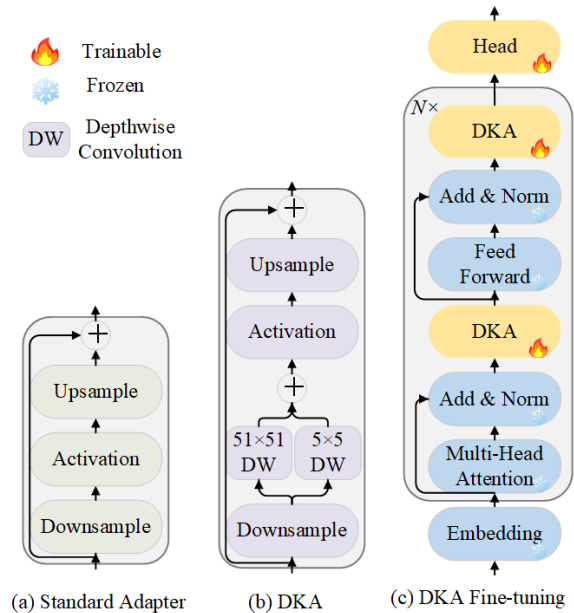 Trainable
Frozen
DW
Depthwise
Convolution
+
Upsample
Activation
Downsample
(a) Standard Adapter
+
Upsample
Activation
+
51×51
DW
5×5
DW
Downsample
(b) DKA
Head
N×
DKA
Add & Norm
Feed
Forward
DKA
Add & Norm
Multi-Head
Attention
Embedding
(c) DKA Fine-tuning